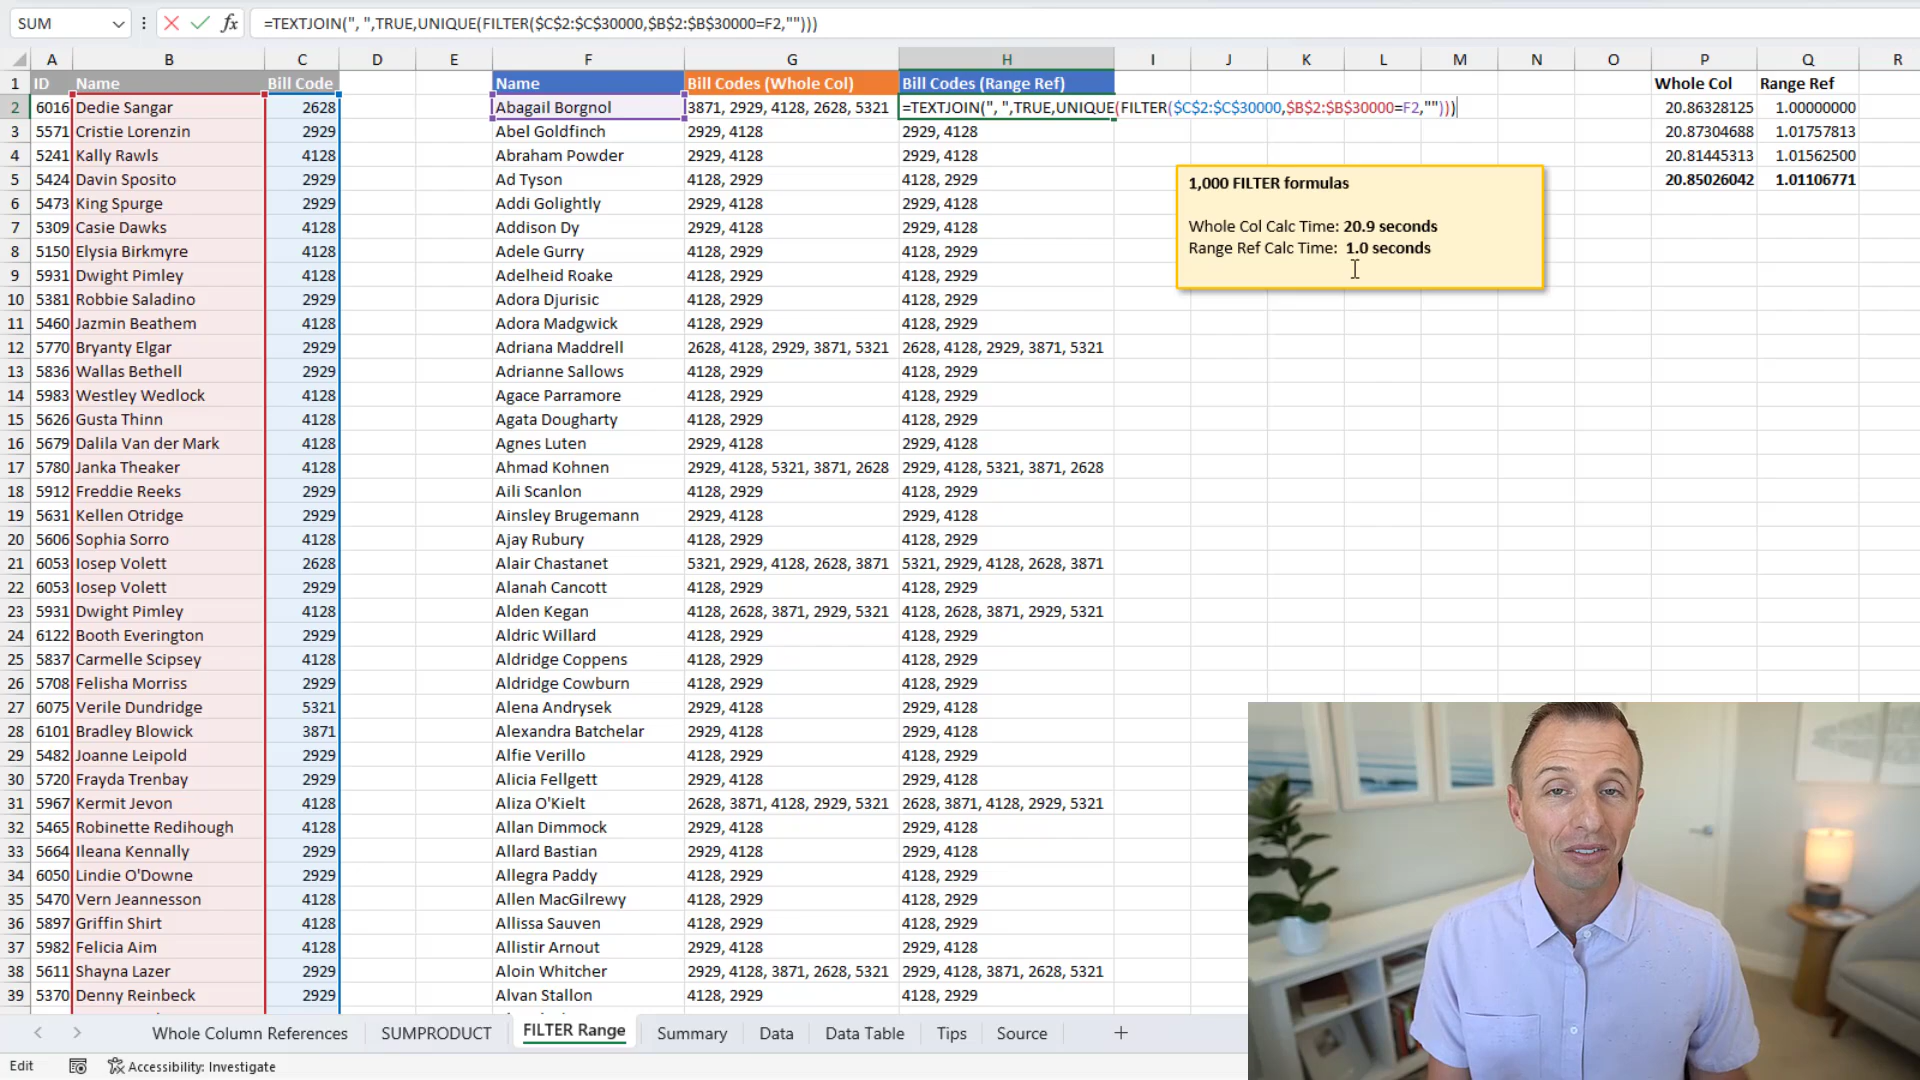 SUM =TEXTJOIN(", ",TRUE,UNIQUE(FILTER($C$2:$C$30000,$B$2:$B$30000=F2,"")))
A B C D E F G H I J K L M N O P Q R
1 ID Name Bill Code Name Bill Codes (Whole Col) Bill Codes (Range Ref) Whole Col Range Ref
2 6016 Dedie Sangar 2628 Abagail Borgnol 3871, 2929, 4128, 2628, 5321 =TEXTJOIN(", ",TRUE,UNIQUE(FILTER($C$2:$C$30000,$B$2:$B$30000=F2,""))) 20.86328125 1.00000000
3 5571 Cristie Lorenzin 2929 Abel Goldfinch 2929, 4128 2929, 4128 20.87304688 1.01757813
4 5241 Kally Rawls 4128 Abraham Powder 2929, 4128 2929, 4128 20.81445313 1.01562500
5 5424 Davin Sposito 2929 Ad Tyson 4128, 2929 4128, 2929 20.85026042 1.01106771
1,000 FILTER formulas
Whole Col Calc Time: 20.9 seconds
Range Ref Calc Time: 1.0 seconds
6 5473 King Spurge 2929 Addi Golightly 4128, 2929 4128, 2929
7 5309 Casie Dawks 4128 Addison Dy 4128, 2929 4128, 2929
8 5150 Elysia Birkmyre 4128 Adele Gurry 4128, 2929 4128, 2929
9 5931 Dwight Pimley 4128 Adelheid Roake 4128, 2929 4128, 2929
10 5381 Robbie Saladino 2929 Adora Djurisic 4128, 2929 4128, 2929
11 5460 Jazmin Beathem 4128 Adora Madgwick 4128, 2929 4128, 2929
12 5770 Bryanty Elgar 2929 Adriana Maddrell 2628, 4128, 2929, 3871, 5321 2628, 4128, 2929, 3871, 5321
13 5836 Wallas Bethell 2929 Adrianne Sallows 4128, 2929 4128, 2929
14 5983 Westley Wedlock 4128 Agace Parramore 4128, 2929 4128, 2929
15 5626 Gusta Thinn 4128 Agata Dougharty 4128, 2929 4128, 2929
16 5679 Dalila Van der Mark 4128 Agnes Luten 2929, 4128 2929, 4128
17 5780 Janka Theaker 4128 Ahmad Kohnen 2929, 4128, 5321, 3871, 2628 2929, 4128, 5321, 3871, 2628
18 5912 Freddie Reeks 2929 Aili Scanlon 4128, 2929 4128, 2929
19 5631 Kellen Otridge 2929 Ainsley Brugemann 2929, 4128 2929, 4128
20 5606 Sophia Sorro 4128 Ajay Rubury 2929, 4128 2929, 4128
21 6053 Iosep Volett 2628 Alair Chastanet 5321, 2929, 4128, 2628, 3871 5321, 2929, 4128, 2628, 3871
22 6053 Iosep Volett 2929 Alanah Cancott 4128, 2929 4128, 2929
23 5931 Dwight Pimley 4128 Alden Kegan 4128, 2628, 3871, 2929, 5321 4128, 2628, 3871, 2929, 5321
24 6122 Booth Everington 2929 Aldric Willard 4128, 2929 4128, 2929
25 5837 Carmelle Scipsey 4128 Aldridge Coppens 2929, 4128 2929, 4128
26 5708 Felisha Morriss 2929 Aldridge Cowburn 2929, 4128 2929, 4128
27 6075 Verile Dundridge 5321 Alena Andrysek 2929, 4128 2929, 4128
28 6101 Bradley Blowick 3871 Alexandra Batchelar 2929, 4128 2929, 4128
29 5482 Joanne Leipold 2929 Alfie Verillo 4128, 2929 4128, 2929
30 5720 Frayda Trenbay 2929 Alicia Fellgett 2929, 4128 2929, 4128
31 5967 Kermit Jevon 4128 Aliza O'Kielt 2628, 3871, 4128, 2929, 5321 2628, 3871, 4128, 2929, 5321
32 5465 Robinette Redihough 4128 Allan Dimmock 2929, 4128 2929, 4128
33 5664 Ileana Kennally 2929 Allard Bastian 2929, 4128 2929, 4128
34 6050 Lindie O'Downe 2929 Allegra Paddy 4128, 2929 4128, 2929
35 5470 Vern Jeannesson 2929 Allen MacGilrewy 4128, 2929 4128, 2929
36 5897 Griffin Shirt 4128 Allissa Sauven 4128, 2929 4128, 2929
37 5982 Felicia Aim 4128 Allistir Arnout 2929, 4128 2929, 4128
38 5611 Shayna Lazer 2929 Aloin Whitcher 2929, 4128, 3871, 2628, 5321 2929, 4128, 3871, 2628, 5321
39 5370 Denny Reinbeck 2929 Alvan Stallon 4128, 2929 4128, 2929
Whole Column References SUMPRODUCT FILTER Range Summary Data Data Table Tips Source
Edit Accessibility: Investigate